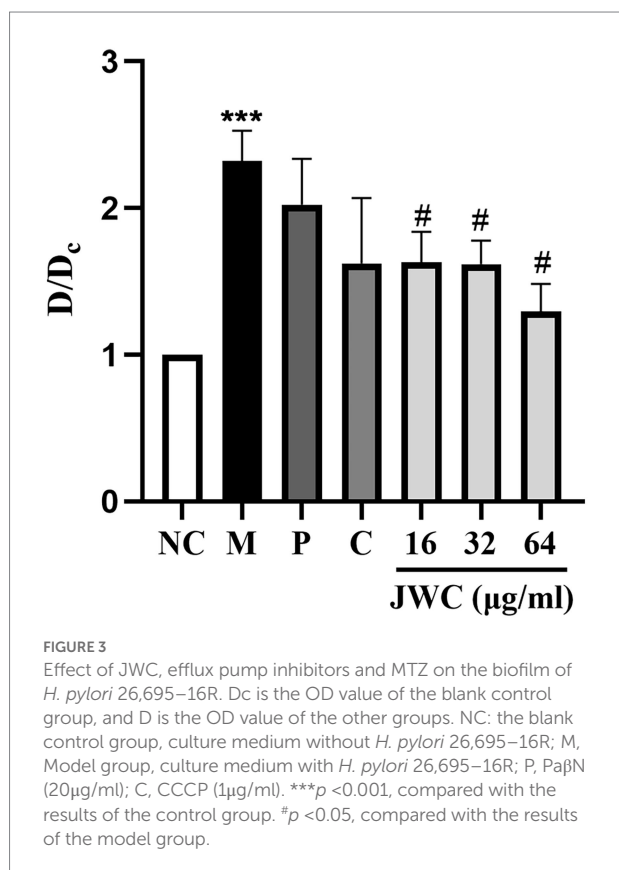 3
***
#
#
#
2
D/Dc
1
0
NC M P C 16 32 64
JWC (μg/ml)
FIGURE 3
Effect of JWC, efflux pump inhibitors and MTZ on the biofilm of
H. pylori 26,695–16R. Dc is the OD value of the blank control
group, and D is the OD value of the other groups. NC: the blank
control group, culture medium without H. pylori 26,695–16R; M,
Model group, culture medium with H. pylori 26,695–16R; P, PaβN
(20μg/ml); C, CCCP (1μg/ml). ***p <0.001, compared with the
results of the control group. #p <0.05, compared with the results
of the model group.